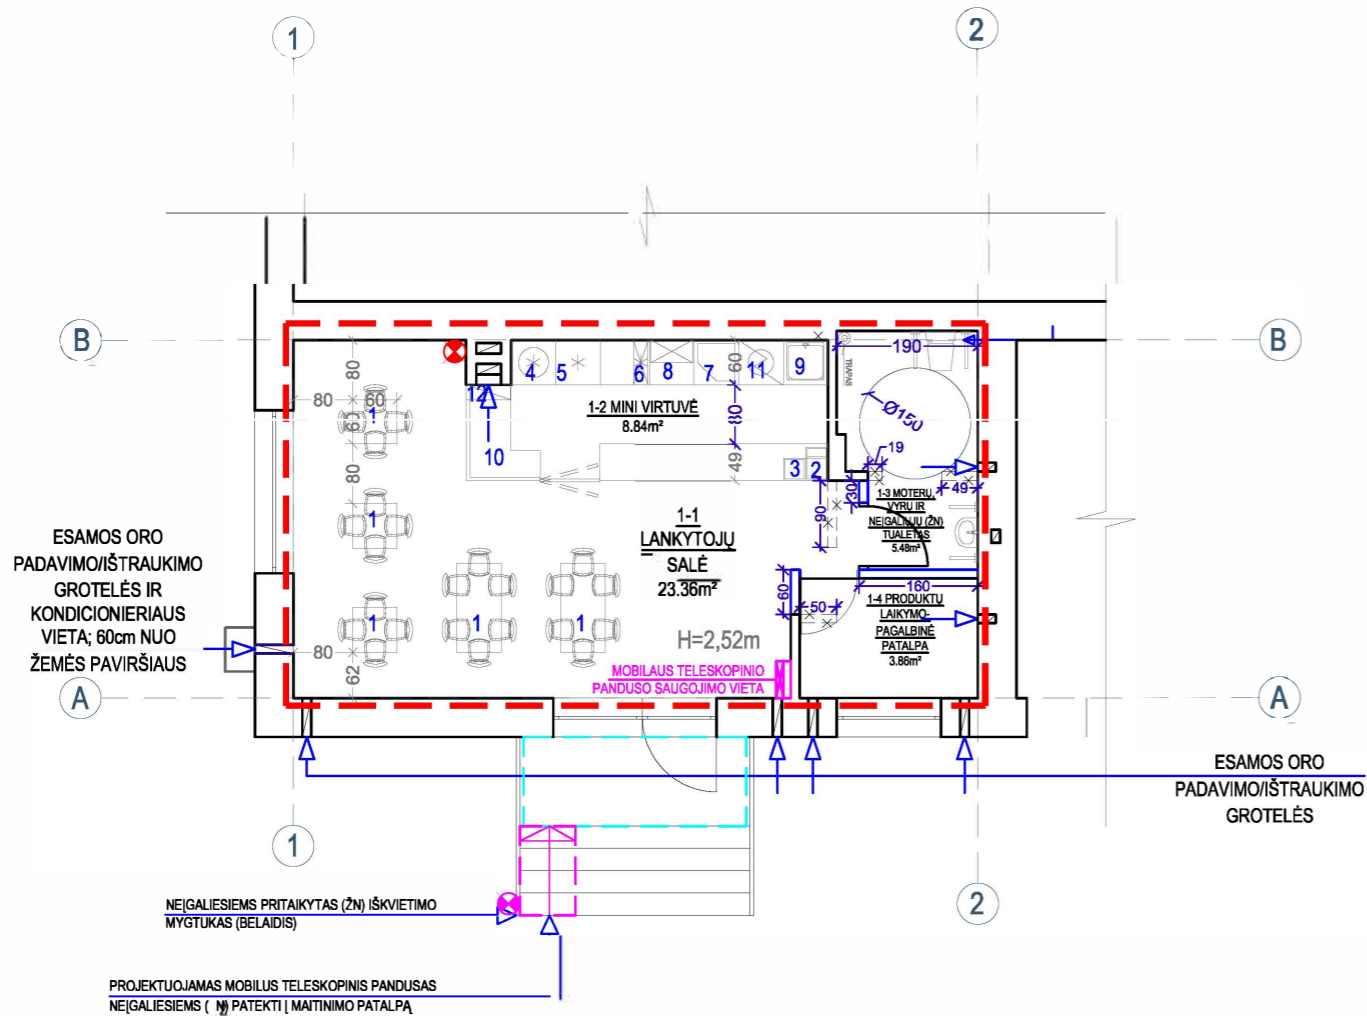 1
2
B
B
190
TRAPAS
80
60
4
5
6
8
7
11
9
12
80
60
1
60
1-2 MINI VIRTUVĖ
8.84m²
80
Ø150
19
10
49
3
2
80
30
49
1-3 MOTERŲ,
VYRŲ IR
NEĮGALIŲJŲ (ŽN)
TUALETAS
5.48m²
90
1
1-1
LANKYTOJŲ
SALĖ
23.36m²
ESAMOS ORO
PADAVIMO/IŠTRAUKIMO
GROTELĖS IR
KONDICIONIERIAUS
VIETA; 60cm NUO
ŽEMĖS PAVIRŠIAUS
60
50
160
1-4 PRODUKTŲ
LAIKYMO-
PAGALBINĖ
PATALPA
3.86m²
1
1
1
H=2,52m
80
62
MOBILAUS TELESKOPINIO
PANDUSO SAUGOJIMO VIETA
A
A
ESAMOS ORO
PADAVIMO/IŠTRAUKIMO
GROTELĖS
1
2
NEĮGALIESIEMS PRITAIKYTAS (ŽN) IŠKVIETIMO
MYGTUKAS (BELAIDIS)
PROJEKTUOJAMAS MOBILUS TELESKOPINIS PANDUSAS
NEĮGALIESIEMS PATEKTI Į MAITINIMO PATALPĄ